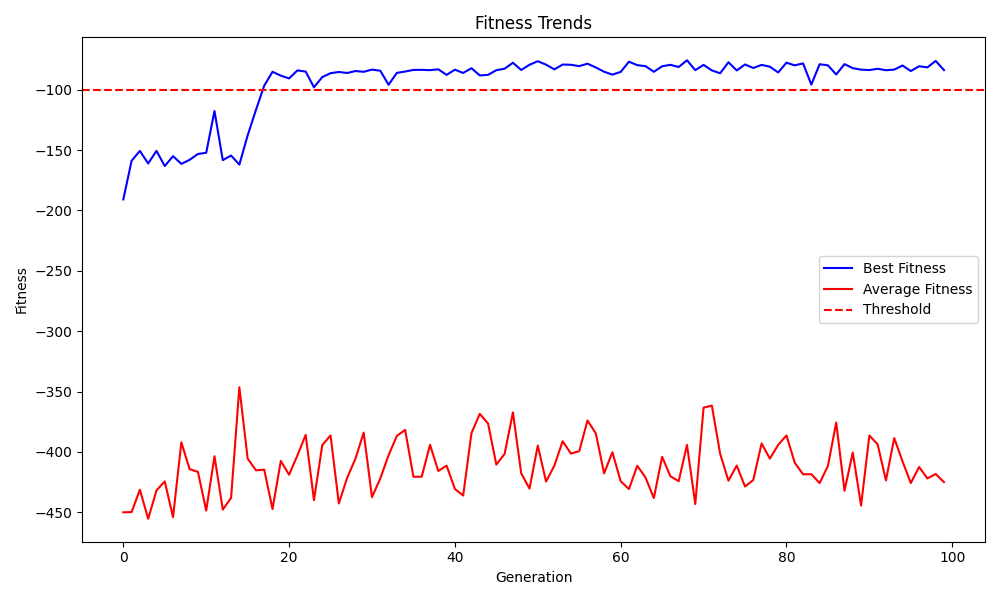 Fitness Trends
Fitness
−100
−150
−200
−250
−300
−350
−400
−450
Best Fitness
Average Fitness
Threshold
0 20 40 60 80 100
Generation